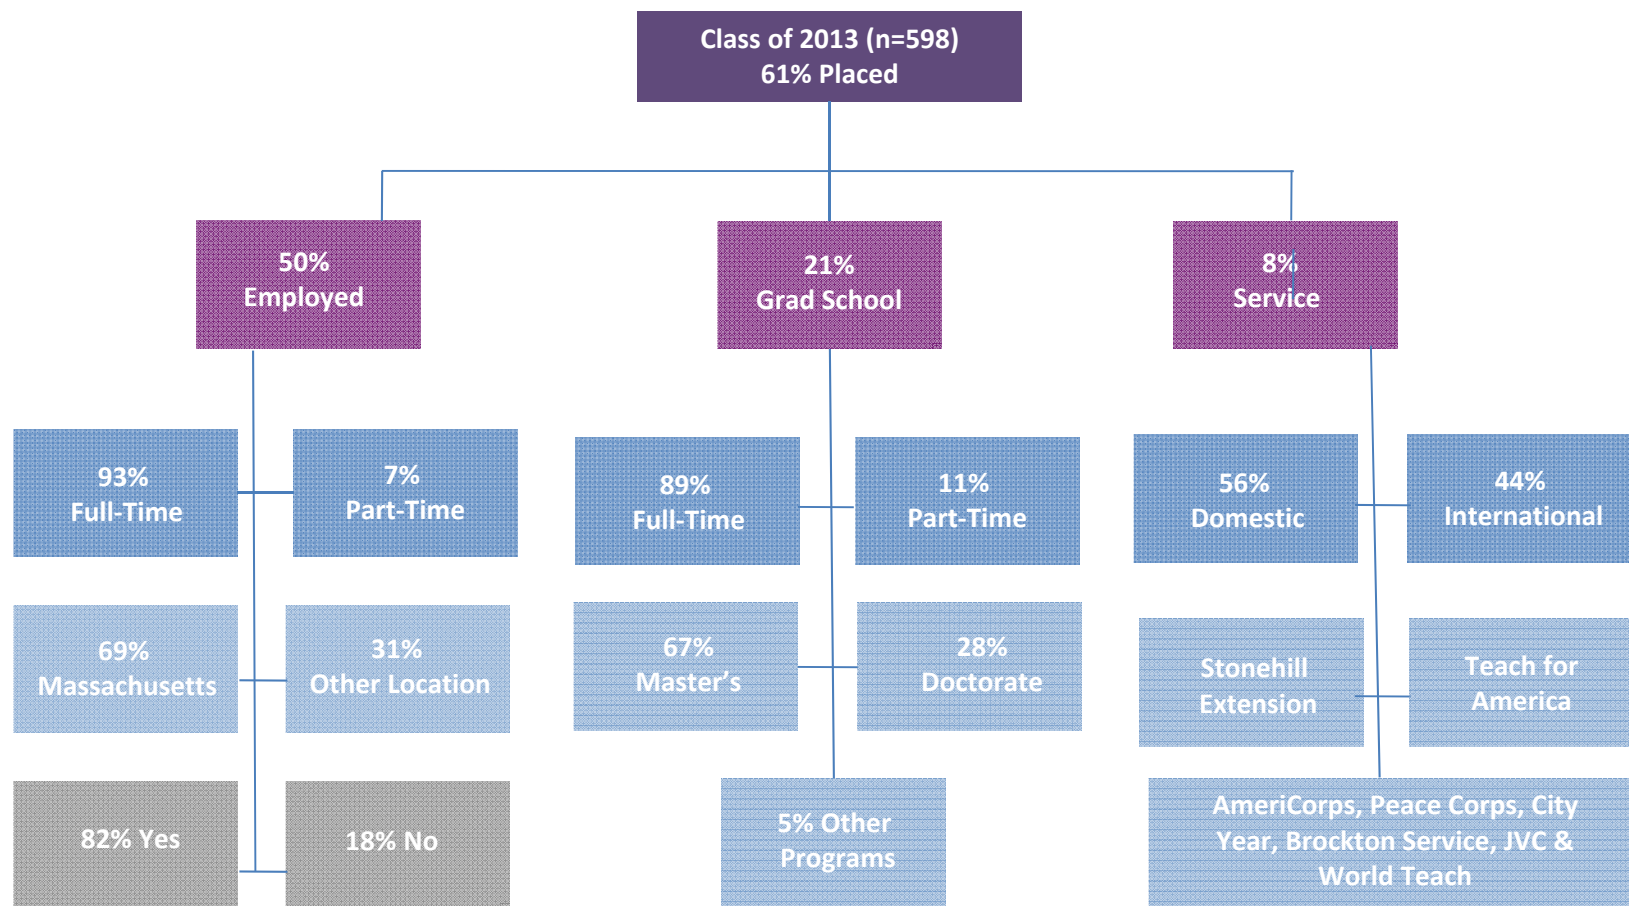 Class of 2013 (n=598)
61% Placed
50%
Employed
21%
Grad School
8%
Service
93%
Full-Time
7%
Part-Time
89%
Full-Time
11%
Part-Time
56%
Domestic
44%
International
69%
Massachusetts
31%
Other Location
67%
Master’s
28%
Doctorate
Stonehill
Extension
Teach for
America
82% Yes
18% No
5% Other
Programs
AmeriCorps, Peace Corps, City
Year, Brockton Service, JVC &
World Teach